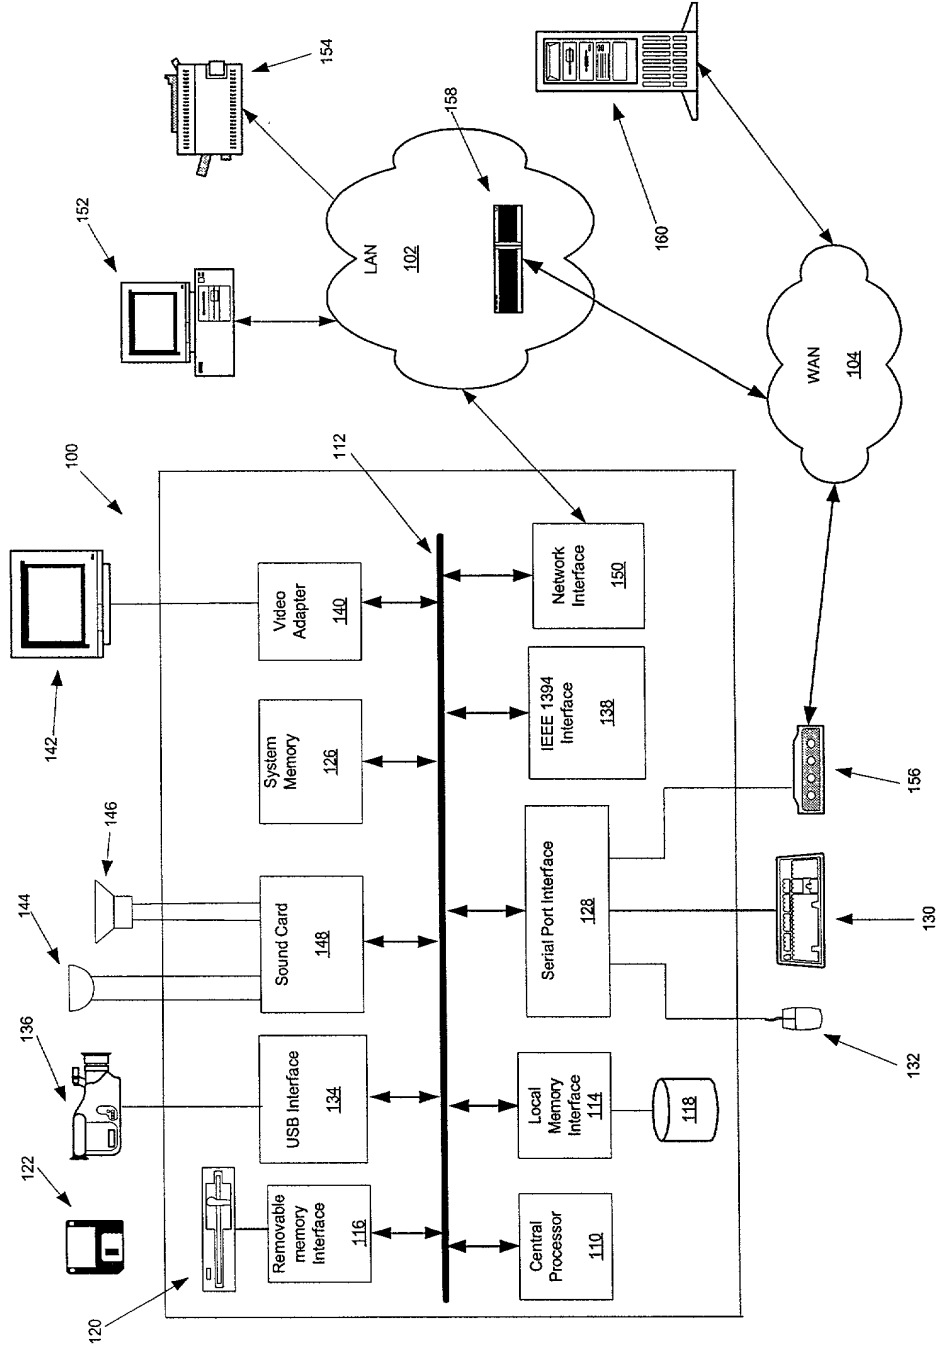 122
136
144
142
100
152
120
146
Removable
memory
Interface
116
USB Interface
134
Sound Card
148
System
Memory
126
Video
Adapter
140
112
154
LAN
102
158
Central
Processor
110
Local
Memory
Interface
114
Serial Port Interface
128
IEEE 1394
Interface
138
Network
Interface
150
160
118
WAN
104
132
130
156